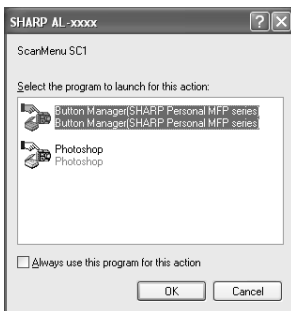 SHARP AL-xxxx
ScanMenu SC1
Select the program to launch for this action:
Button Manager(SHARP Personal MFP series)
Button Manager(SHARP Personal MFP series)
Photoshop
Photoshop
Always use this program for this action
OK Cancel